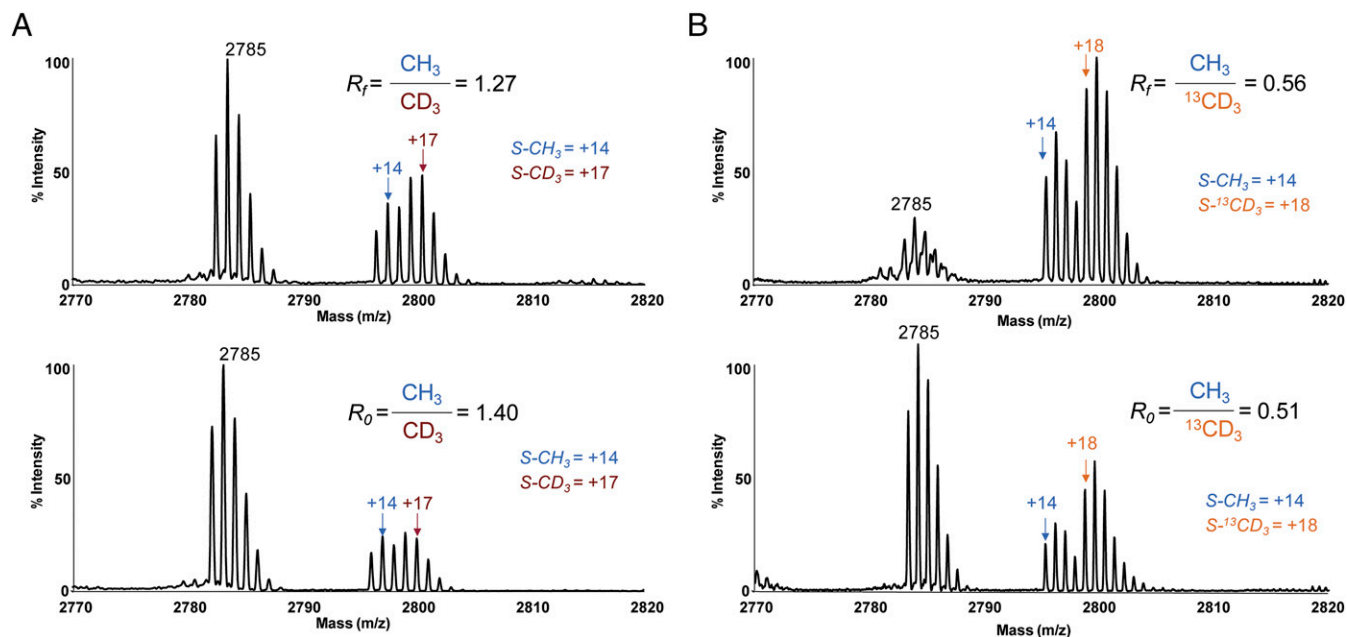 A
100
50
0
% Intensity
2785
+14
+17
R_f = CH₃ / CD₃ = 1.27
S-CH₃ = +14
S-CD₃ = +17
2770 2780 2790 2800 2810 2820
Mass (m/z)
100
50
0
% Intensity
2785
+14 +17
R₀ = CH₃ / CD₃ = 1.40
S-CH₃ = +14
S-CD₃ = +17
2770 2780 2790 2800 2810 2820
Mass (m/z)
B
100
50
0
% Intensity
2785
+14
+18
R_f = CH₃ / ¹³CD₃ = 0.56
S-CH₃ = +14
S-¹³CD₃ = +18
2770 2780 2790 2800 2810 2820
Mass (m/z)
100
50
0
% Intensity
2785
+14
+18
R₀ = CH₃ / ¹³CD₃ = 0.51
S-CH₃ = +14
S-¹³CD₃ = +18
2770 2780 2790 2800 2810 2820
Mass (m/z)